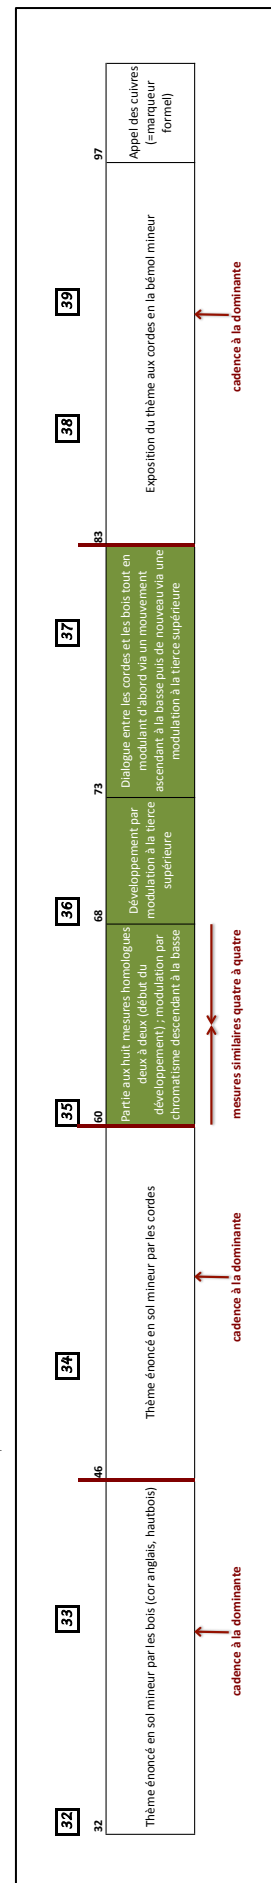 32
33
34
35
36
37
38
39
32
46
60
68
73
83
97
Thème énoncé en sol mineur par les bois (cor anglais, hautbois)
Thème énoncé en sol mineur par les cordes
Partie aux huit mesures homologues
deux à deux (début du
développement) ; modulation par
chromatisme descendant à la basse
Développement par
modulation à la tierce
supérieure
Dialogue entre les cordes et les bois tout en
modulant d'abord via un mouvement
ascendant à la basse puis de nouveau via une
modulation à la tierce supérieure
Exposition du thème aux cordes en la bémol mineur
Appel des cuivres
(=marqueur
formel)
cadence à la dominante
cadence à la dominante
mesures similaires quatre à quatre
cadence à la dominante